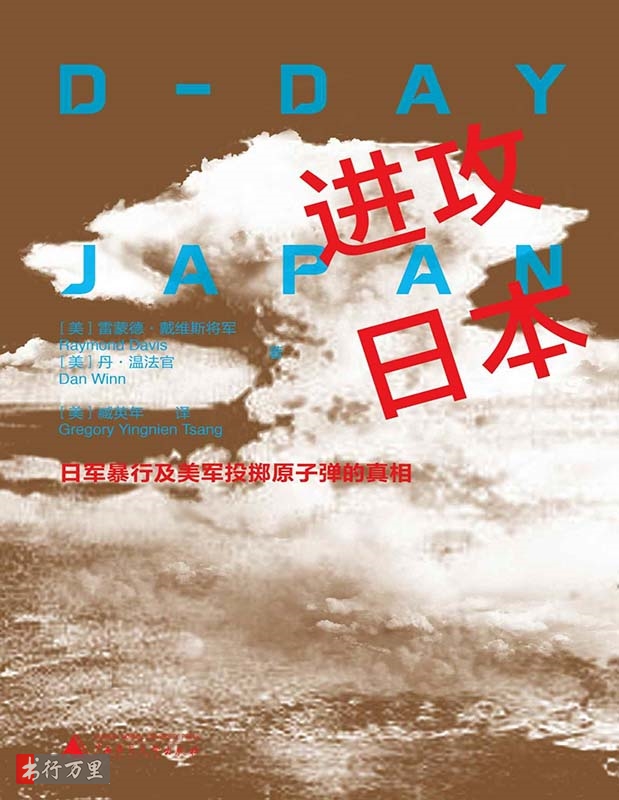 D-DAY
进攻
JAPAN
日本
[美] 雷蒙德·戴维斯将军
Raymond Davis
[美] 丹·温法官
Dan Winn
著
[美] 臧英年 译
Gregory Yingnien Tsang
日军暴行及美军投掷原子弹的真相
书行万里